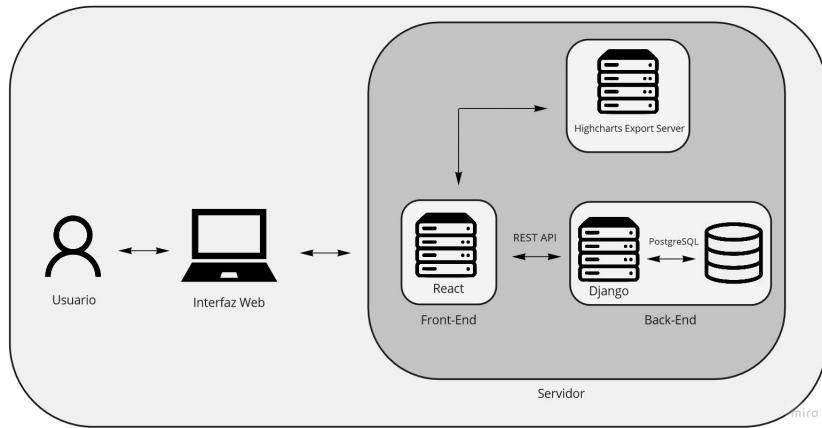 Highcharts Export Server
REST API
PostgreSQL
React
Django
Usuario
Interfaz Web
Front-End
Back-End
Servidor
miro